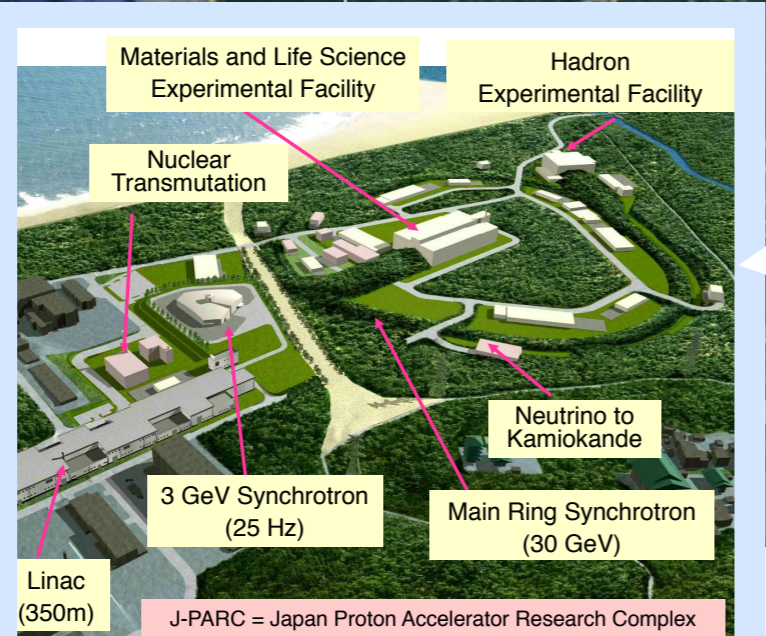 Materials and Life Science
Experimental Facility
Hadron
Experimental Facility
Nuclear
Transmutation
Neutrino to
Kamiokande
3 GeV Synchrotron
(25 Hz)
Main Ring Synchrotron
(30 GeV)
Linac
(350m)
J-PARC = Japan Proton Accelerator Research Complex